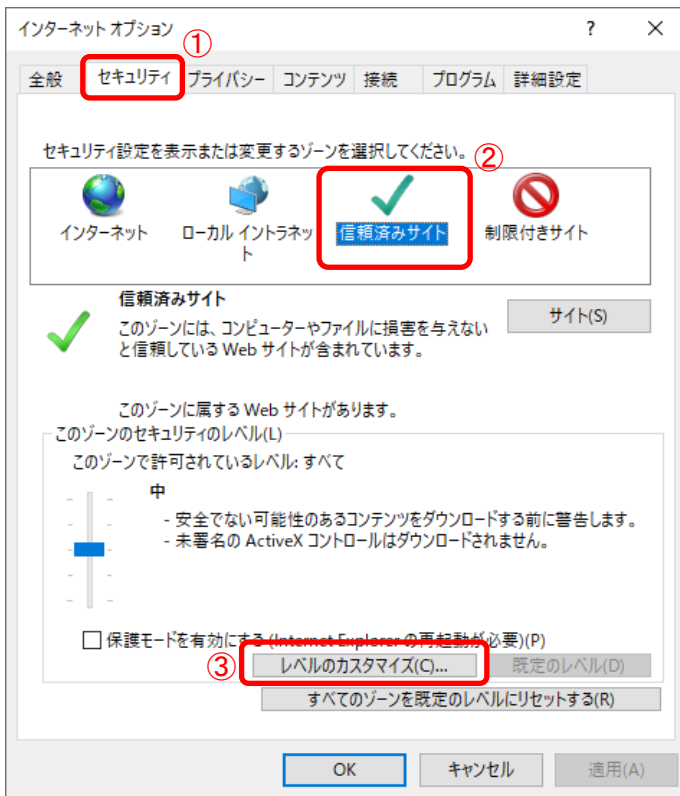 インターネット オプション
?
×
①
全般
セキュリティ
プライバシー
コンテンツ
接続
プログラム
詳細設定
セキュリティ設定を表示または変更するゾーンを選択してください。
②
インターネット
ローカル イントラネッ
ト
信頼済みサイト
制限付きサイト
信頼済みサイト
サイト(S)
このゾーンには、コンピューターやファイルに損害を与えない
と信頼している Web サイトが含まれています。
このゾーンに属する Web サイトがあります。
このゾーンのセキュリティのレベル(L)
このゾーンで許可されているレベル: すべて
中
- 安全でない可能性のあるコンテンツをダウンロードする前に警告します。
- 未署名の ActiveX コントロールはダウンロードされません。
保護モードを有効にする (Internet Explorer の再起動が必要)(P)
③
レベルのカスタマイズ(C)...
既定のレベル(D)
すべてのゾーンを既定のレベルにリセットする(R)
OK
キャンセル
適用(A)